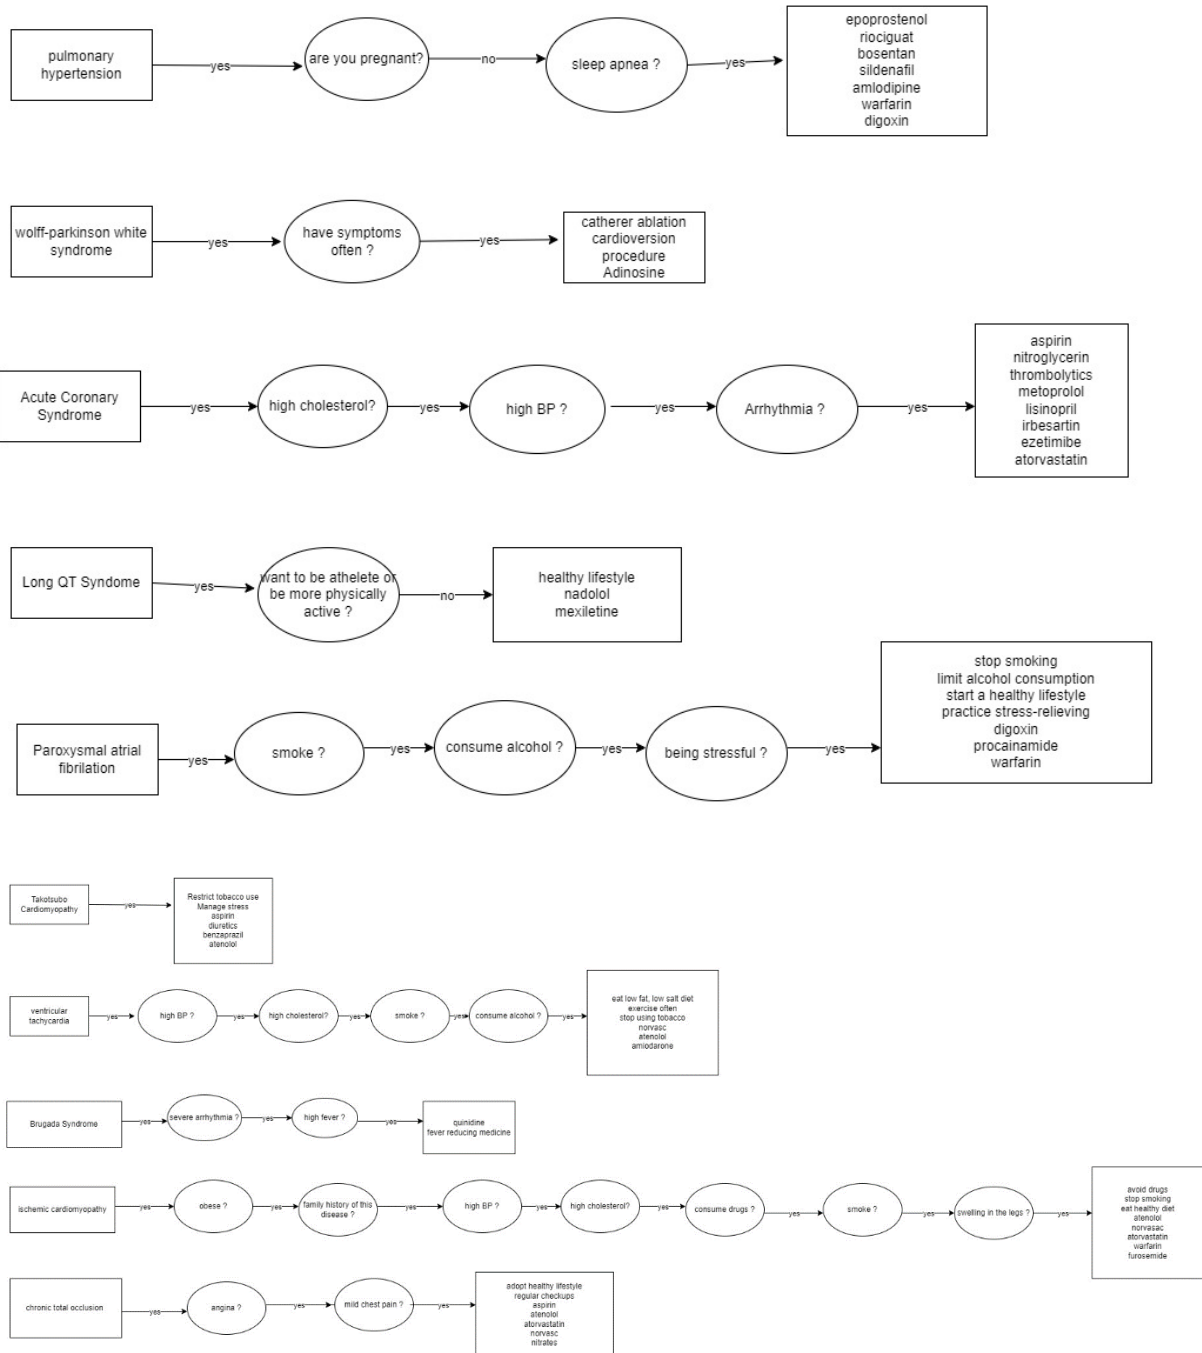 pulmonary
hypertension
yes
are you pregnant?
no
sleep apnea ?
yes
epoprostenol
riociguat
bosentan
sildenafil
amlodipine
warfarin
digoxin
wolff-parkinson white
syndrome
yes
have symptoms
often ?
yes
catherer ablation
cardioversion
procedure
Adinosine
Acute Coronary
Syndrome
yes
high cholesterol?
yes
high BP ?
yes
Arrhythmia ?
yes
aspirin
nitroglycerin
thrombolytics
metoprolol
lisinopril
irbesartin
ezetimibe
atorvastatin
Long QT Syndome
yes
want to be athelete or
be more physically
active ?
no
healthy lifestyle
nadolol
mexiletine
Paroxysmal atrial
fibrilation
yes
smoke ?
yes
consume alcohol ?
yes
being stressful ?
yes
stop smoking
limit alcohol consumption
start a healthy lifestyle
practice stress-relieving
digoxin
procainamide
warfarin
Takotsubo
Cardiomyopathy
yes
Restrict tobacco use
Manage stress
aspirin
diuretics
benzaprazil
atenolol
ventricular
tachycardia
yes
high BP ?
yes
high cholesterol?
yes
smoke ?
yes
consume alcohol ?
yes
eat low fat, low salt diet
exercise often
stop using tobacco
norvasc
atenolol
amiodarone
Brugada Syndrome
yes
severe arrhythmia ?
yes
high fever ?
yes
quinidine
fever reducing medicine
ischemic cardiomyopathy
yes
obese ?
yes
family history of this
disease ?
yes
high BP ?
yes
high cholesterol?
yes
consume drugs ?
yes
smoke ?
yes
swelling in the legs ?
yes
avoid drugs
stop smoking
eat healthy diet
atenolol
norvasac
atorvastatin
warfarin
furosemide
chronic total occlusion
yes
angina ?
yes
mild chest pain ?
yes
adopt healthy lifestyle
regular checkups
aspirin
atenolol
atorvastatin
norvasc
nitrates